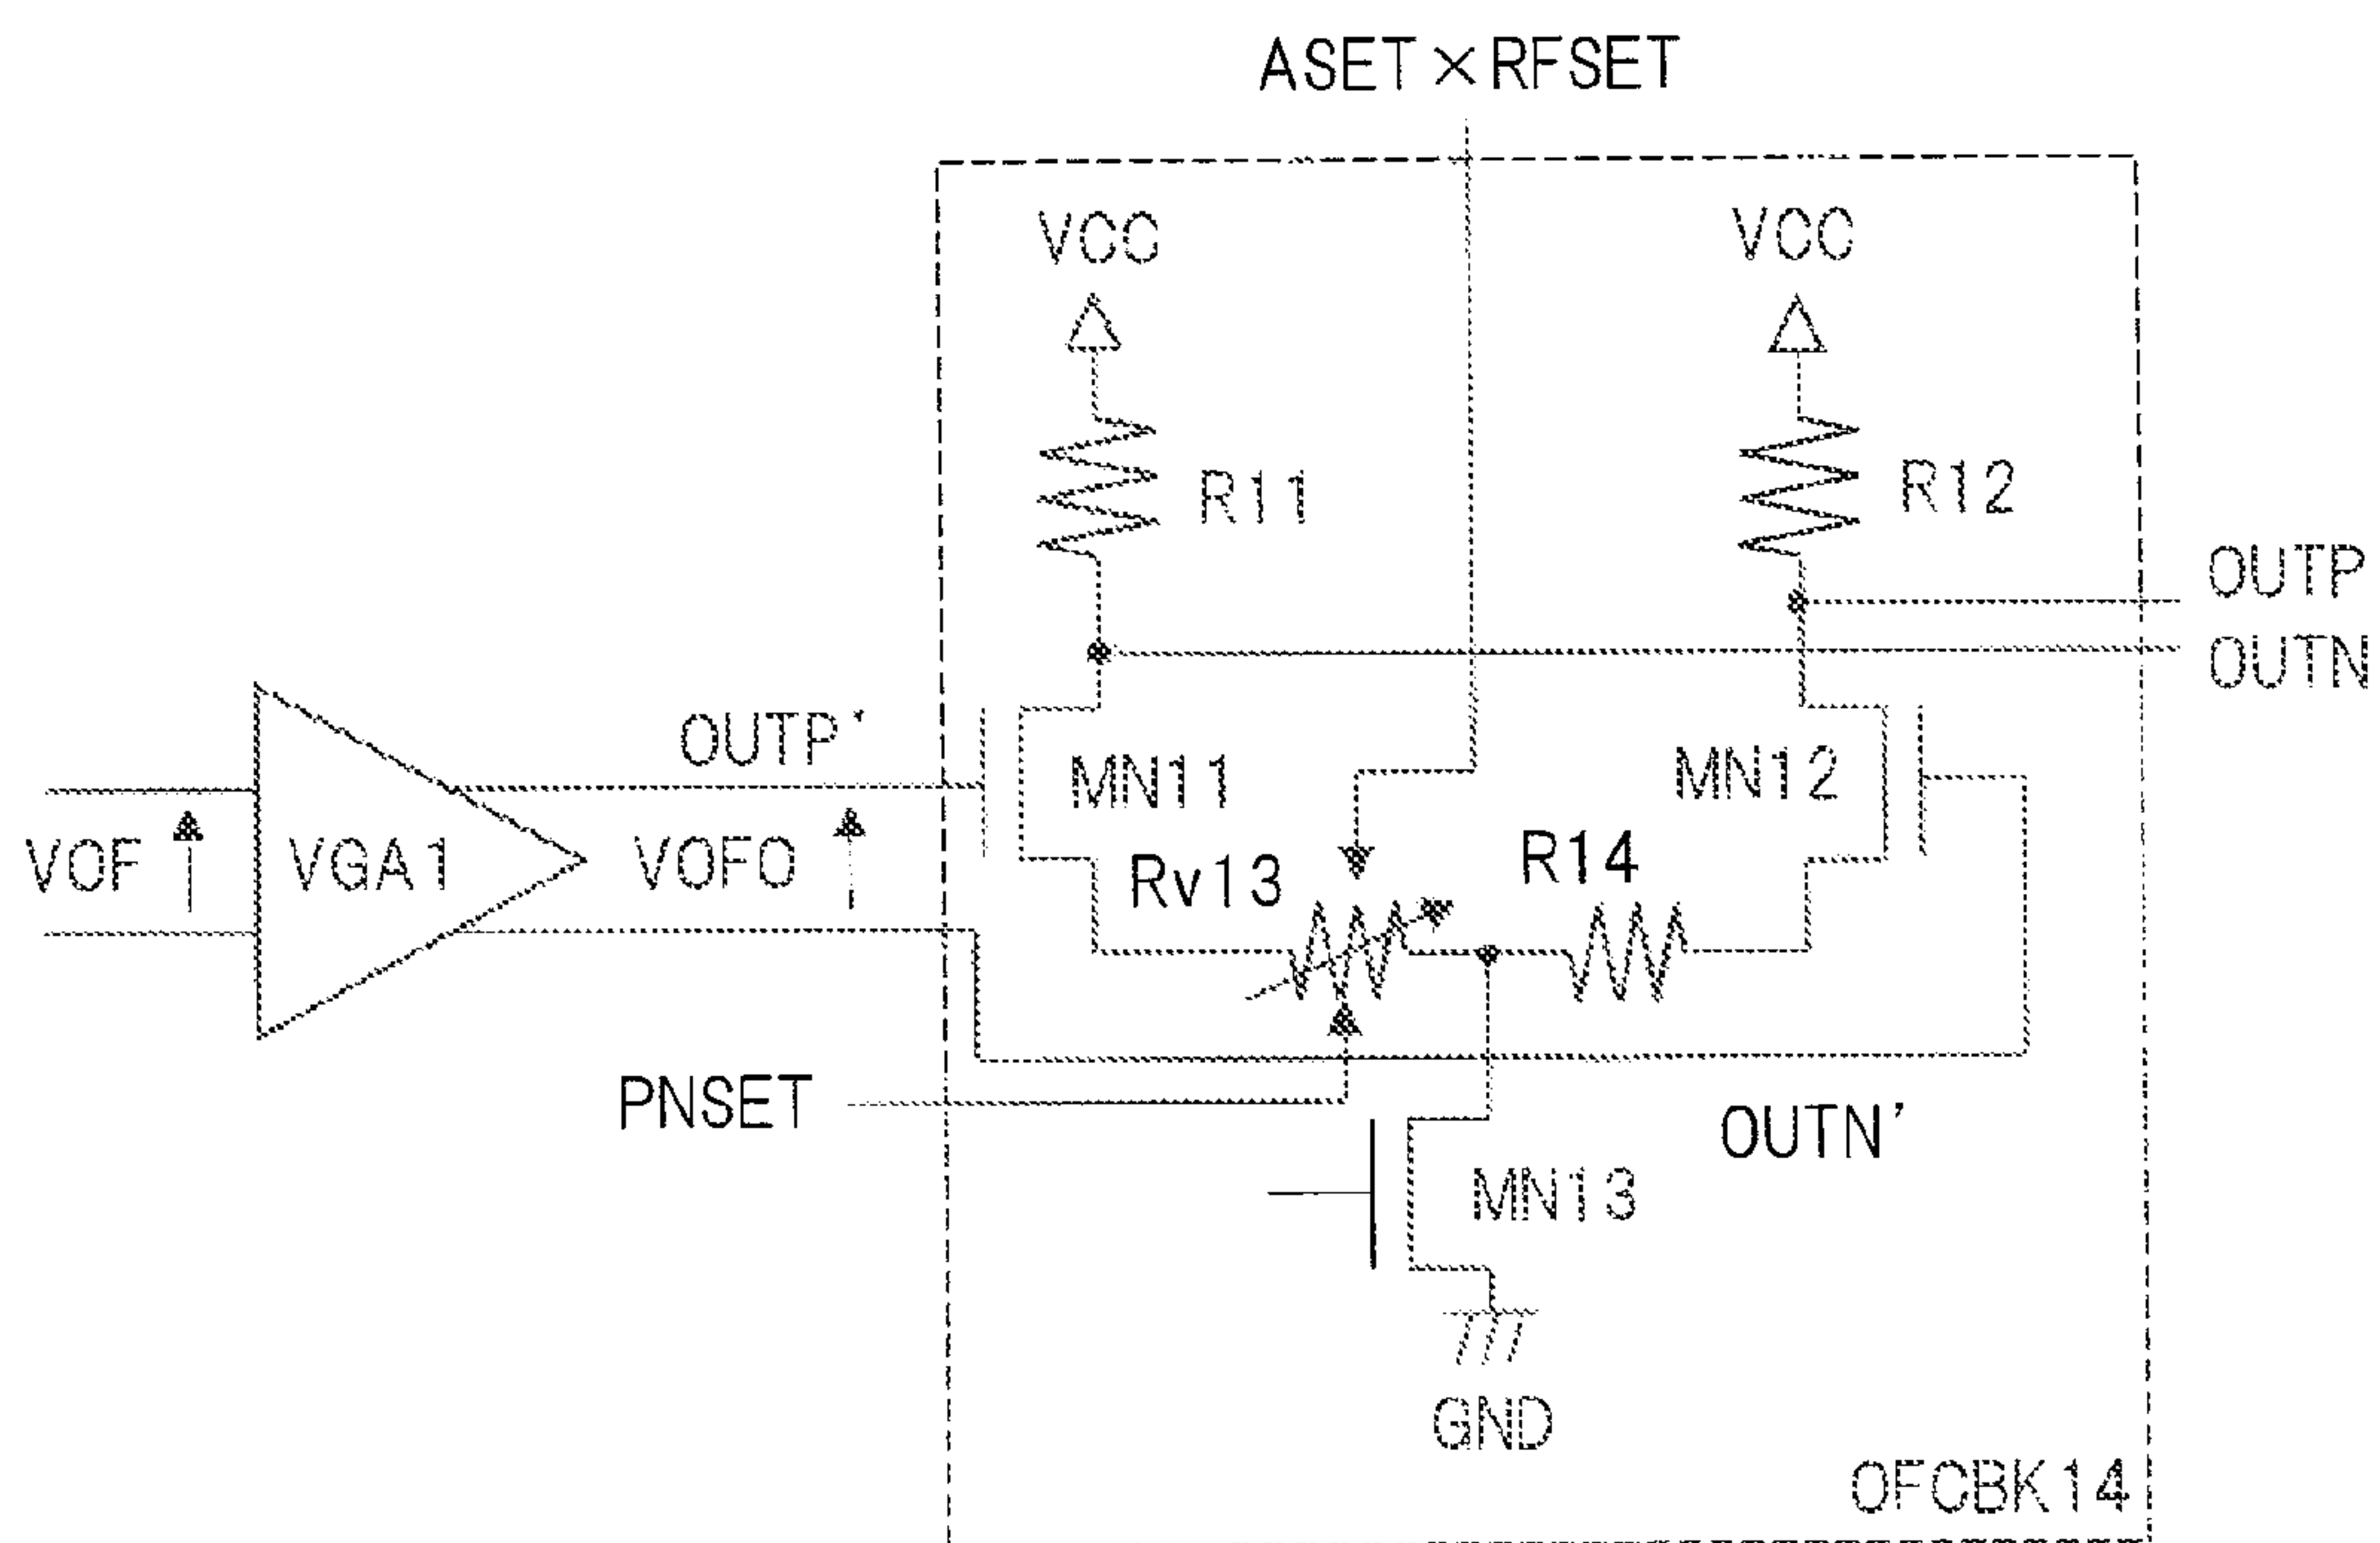 ASET×RFSET
VCC
VCC
R11
R12
OUTP
OUTN
OUTP'
MN11
MN12
VOF
VGA1
VOFO
Rv13
R14
PNSET
OUTN'
MN13
GND
OFCBK14